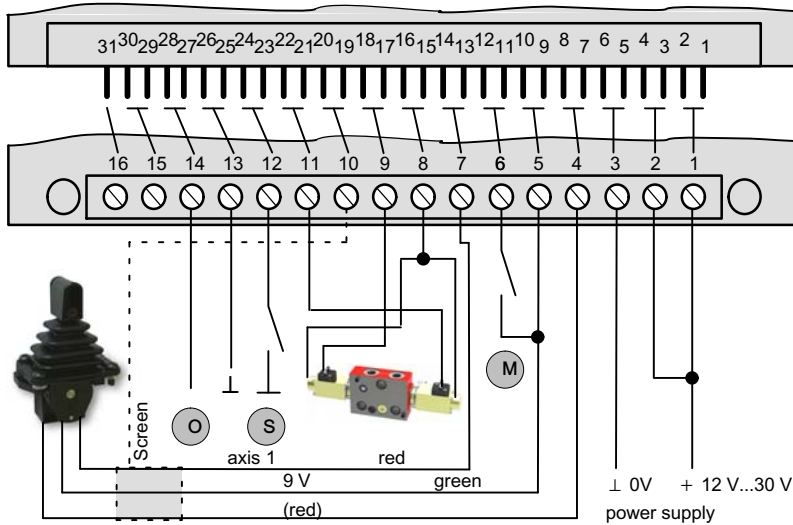 31 30 29 28 27 26 25 24 23 22 21 20 19 18 17 16 15 14 13 12 11 10 9 8 7 6 5 4 3 2 1
16 15 14 13 12 11 10 9 8 7 6 5 4 3 2 1
M
O
S
Screen
axis 1
red
9 V
green
⊥ 0V
+ 12 V...30 V
(red)
power supply